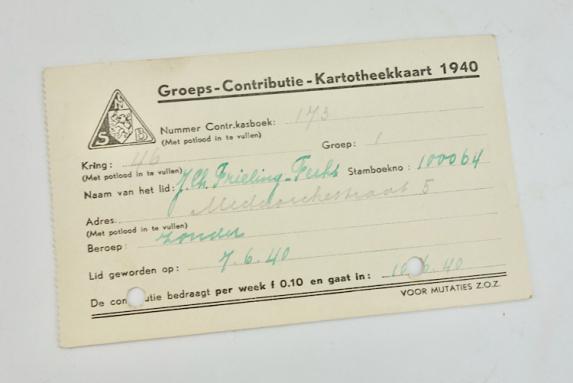 Groeps-Contributie-Kartotheekkaart 1940
N S B
Nummer Contr.kasboek: 173
(Met potlood in te vullen)
Kring: 46 Groep: 1
(Met potlood in te vullen)
Naam van het lid: J. Ch. Frieling- Stamboekno: 100064
Adres 5
(Met potlood in te vullen)
Beroep: zonder
Lid geworden op: 7.6.40
De con utie bedraagt per week f 0.10 en gaat in: 10 6.40
VOOR MUTATIES Z.O.Z.